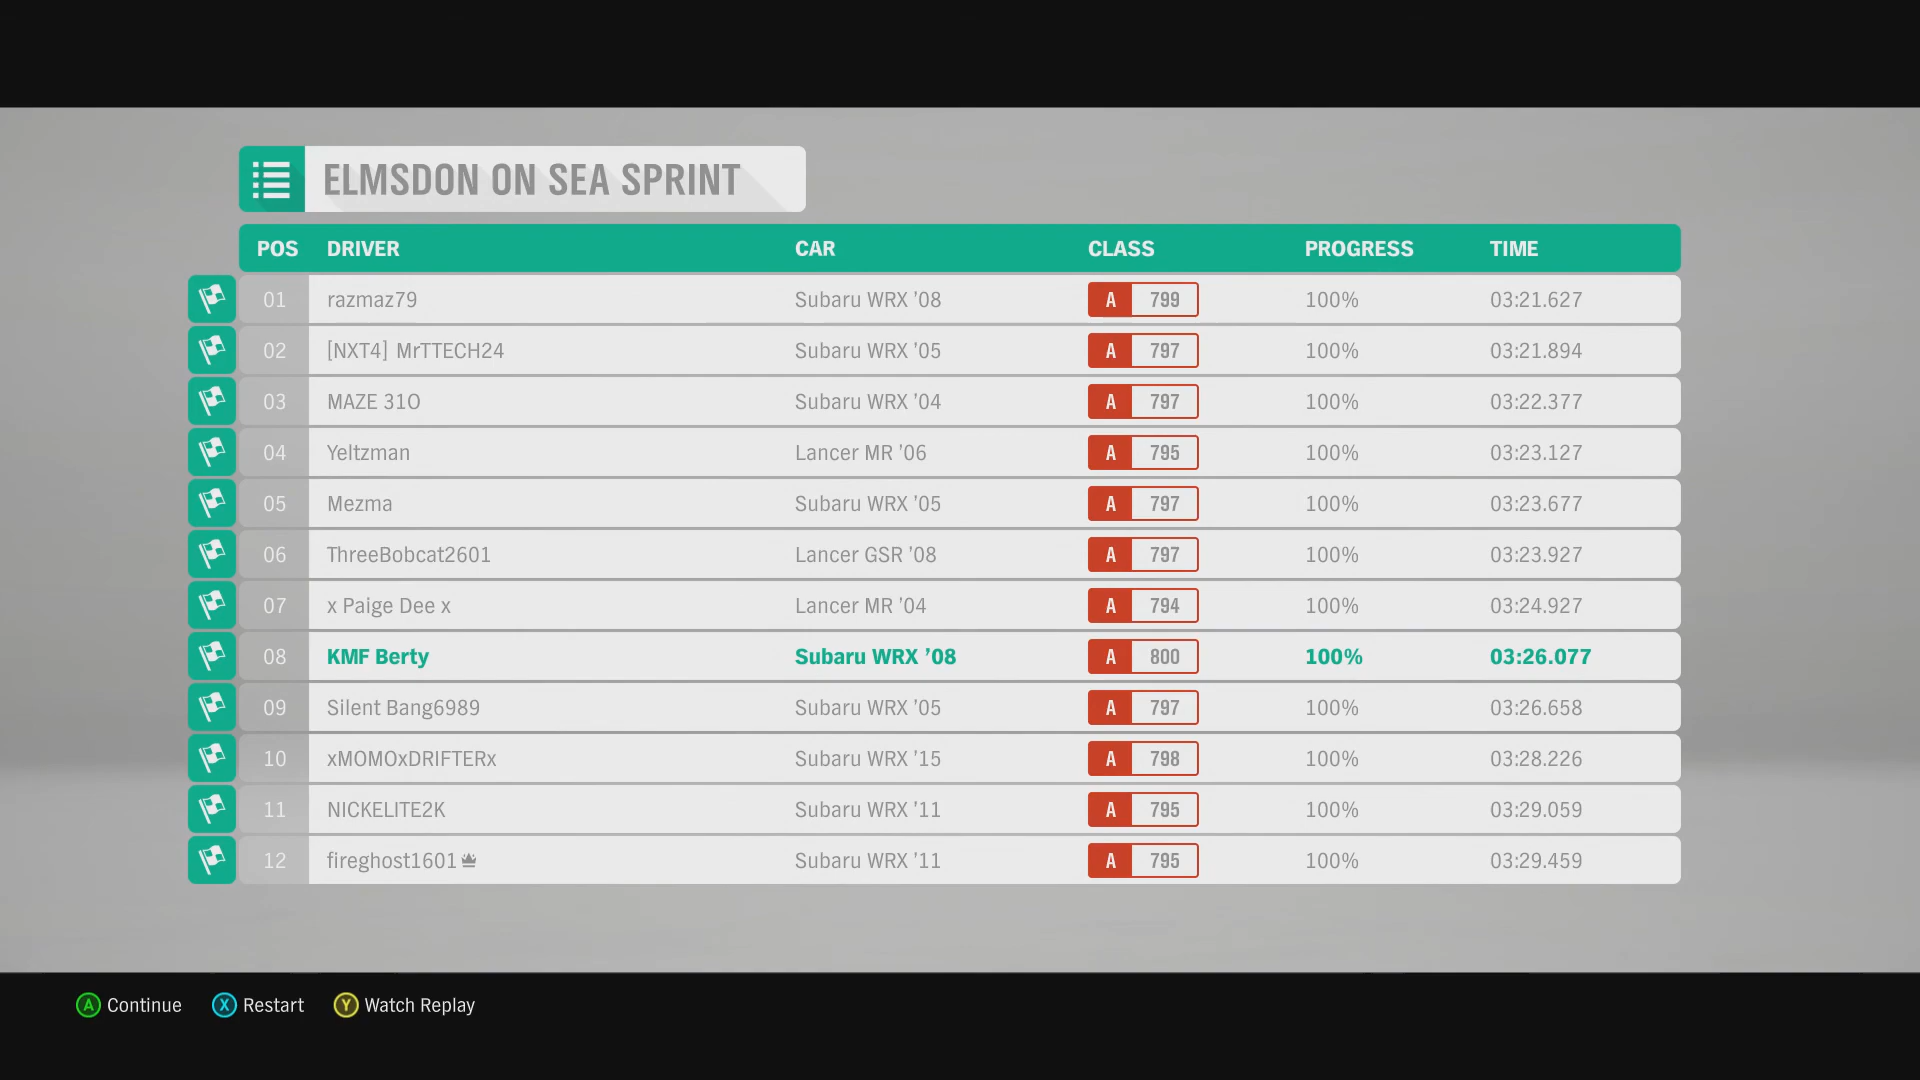 ELMSDON ON SEA SPRINT
POS DRIVER CAR CLASS PROGRESS TIME
01 razmaz79 Subaru WRX ’08 A 799 100% 03:21.627
02 [NXT4] MrTTECH24 Subaru WRX ’05 A 797 100% 03:21.894
03 MAZE 31O Subaru WRX ’04 A 797 100% 03:22.377
04 Yeltzman Lancer MR ’06 A 795 100% 03:23.127
05 Mezma Subaru WRX ’05 A 797 100% 03:23.677
06 ThreeBobcat2601 Lancer GSR ’08 A 797 100% 03:23.927
07 x Paige Dee x Lancer MR ’04 A 794 100% 03:24.927
08 KMF Berty Subaru WRX ’08 A 800 100% 03:26.077
09 Silent Bang6989 Subaru WRX ’05 A 797 100% 03:26.658
10 xMOMOxDRIFTERx Subaru WRX ’15 A 798 100% 03:28.226
11 NICKELITE2K Subaru WRX ’11 A 795 100% 03:29.059
12 fireghost1601 Subaru WRX ’11 A 795 100% 03:29.459
A Continue X Restart Y Watch Replay